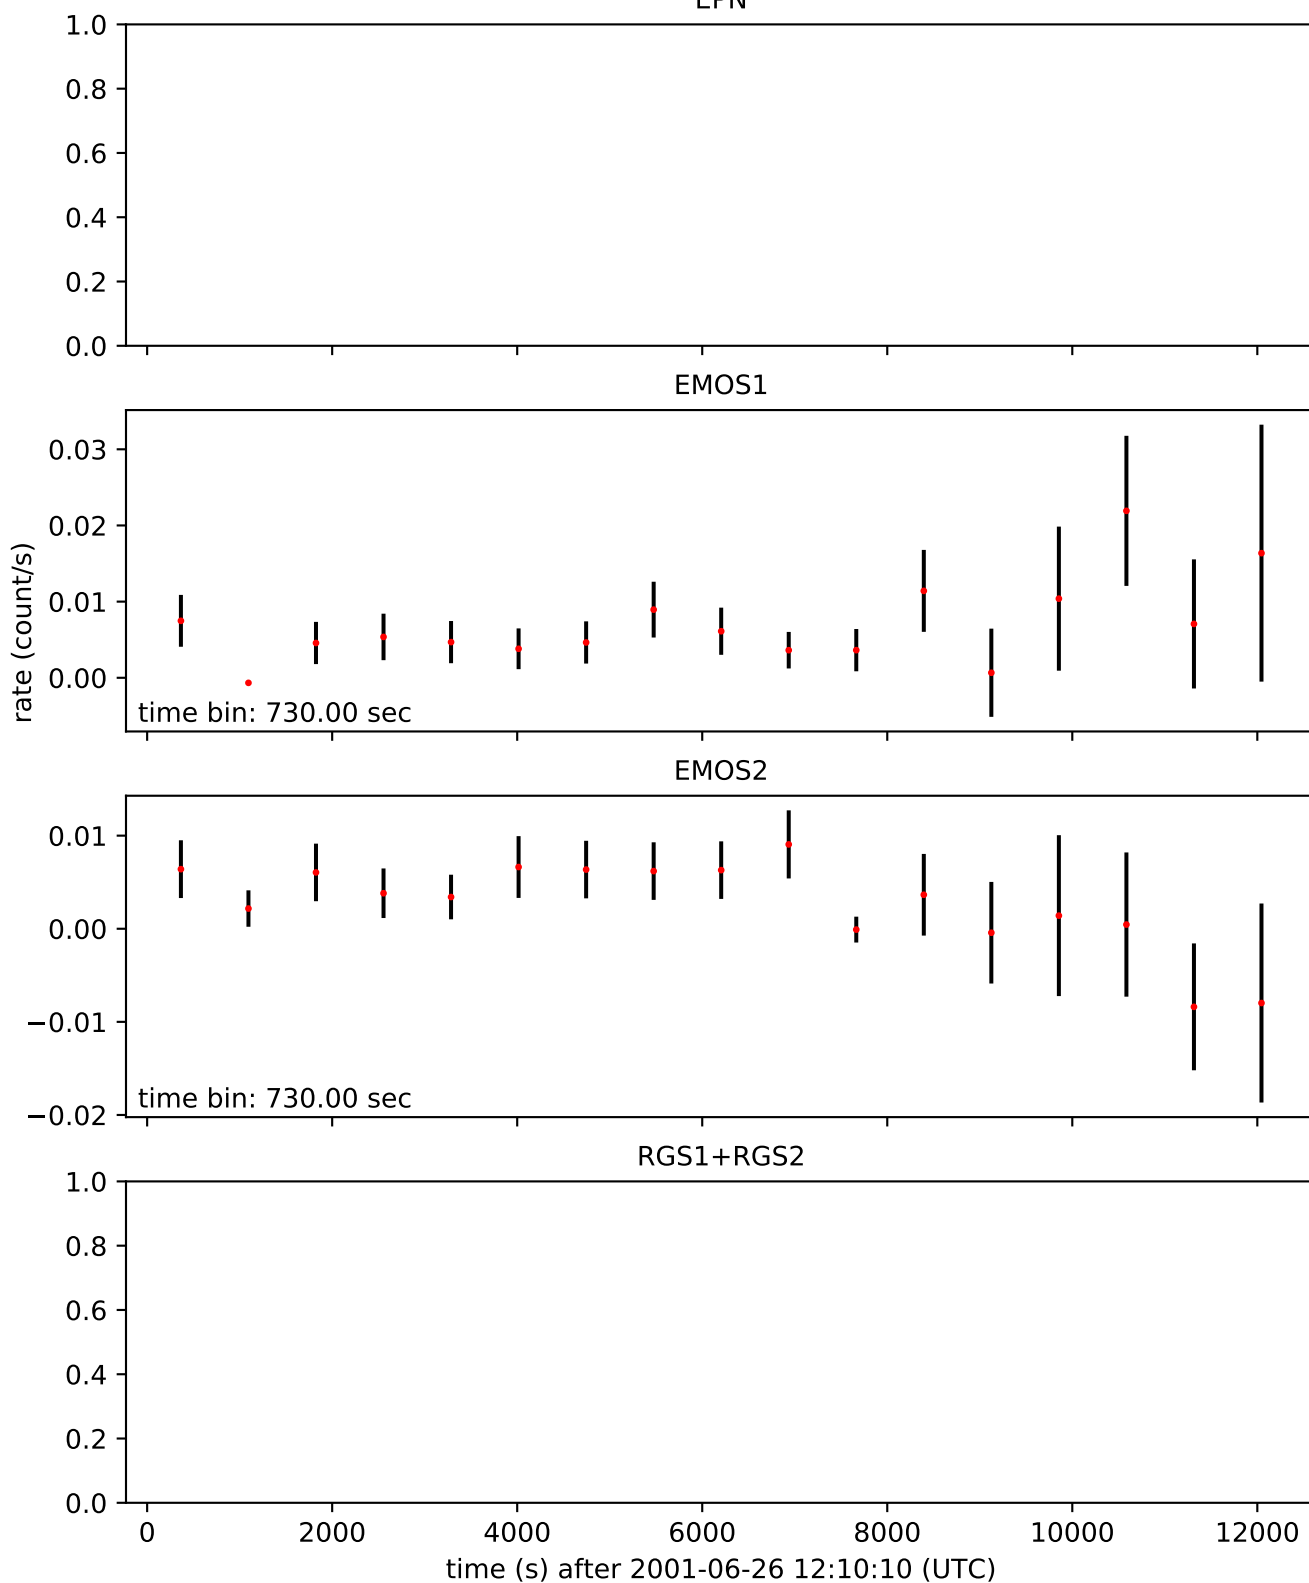 EPN
1.0
0.8
0.6
0.4
0.2
0.0
EMOS1
0.03
0.02
0.01
0.00
rate (count/s)
time bin: 730.00 sec
EMOS2
0.01
0.00
−0.01
−0.02
time bin: 730.00 sec
RGS1+RGS2
1.0
0.8
0.6
0.4
0.2
0.0
0 2000 4000 6000 8000 10000 12000
time (s) after 2001-06-26 12:10:10 (UTC)